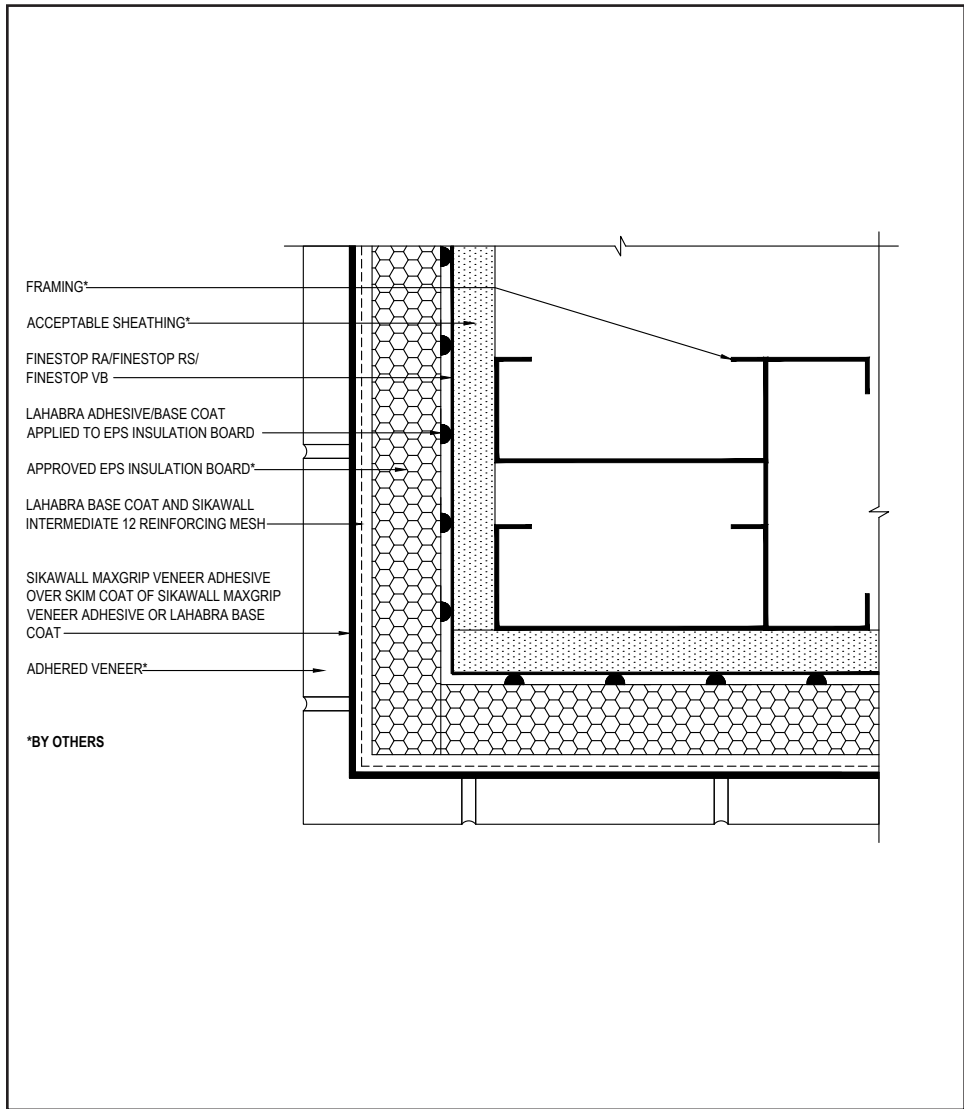 FRAMING*
ACCEPTABLE SHEATHING*
FINESTOP RA/FINESTOP RS/
FINESTOP VB
LAHABRA ADHESIVE/BASE COAT
APPLIED TO EPS INSULATION BOARD
APPROVED EPS INSULATION BOARD*
LAHABRA BASE COAT AND SIKAWALL
INTERMEDIATE 12 REINFORCING MESH
SIKAWALL MAXGRIP VENEER ADHESIVE
OVER SKIM COAT OF SIKAWALL MAXGRIP
VENEER ADHESIVE OR LAHABRA BASE
COAT
ADHERED VENEER*
*BY OTHERS